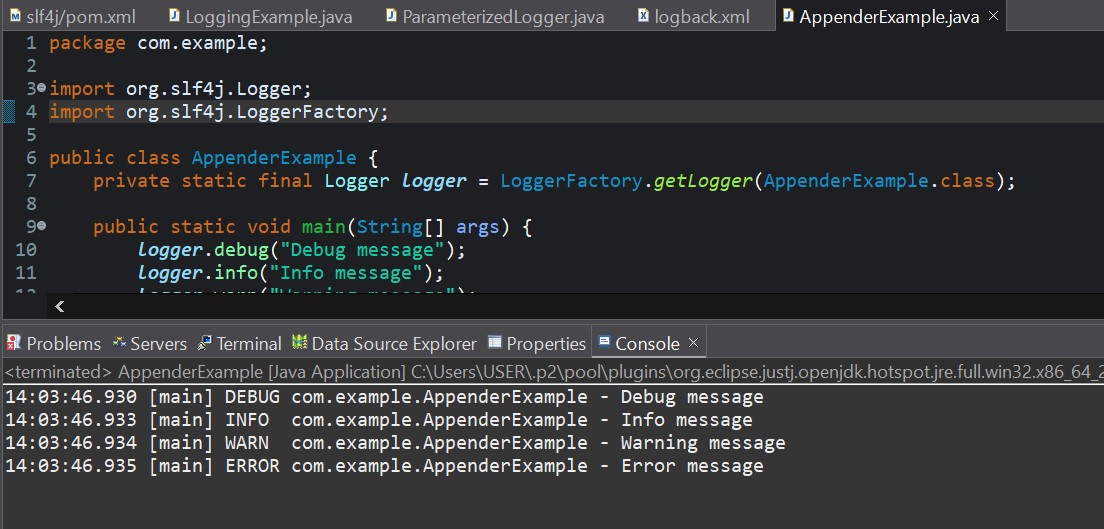 slf4j/pom.xml LoggingExample.java ParameterizedLogger.java logback.xml AppenderExample.java
1 package com.example;
2
3 import org.slf4j.Logger;
4 import org.slf4j.LoggerFactory;
5
6 public class AppenderExample {
7 private static final Logger logger = LoggerFactory.getLogger(AppenderExample.class);
8
9 public static void main(String[] args) {
10 logger.debug("Debug message");
11 logger.info("Info message");
12 logger.warn("Warning message");
Problems Servers Terminal Data Source Explorer Properties Console
<terminated> AppenderExample [Java Application] C:\Users\USER\.p2\pool\plugins\org.eclipse.justj.openjdk.hotspot.jre.full.win32.x86_64_2
14:03:46.930 [main] DEBUG com.example.AppenderExample - Debug message
14:03:46.933 [main] INFO  com.example.AppenderExample - Info message
14:03:46.934 [main] WARN  com.example.AppenderExample - Warning message
14:03:46.935 [main] ERROR com.example.AppenderExample - Error message